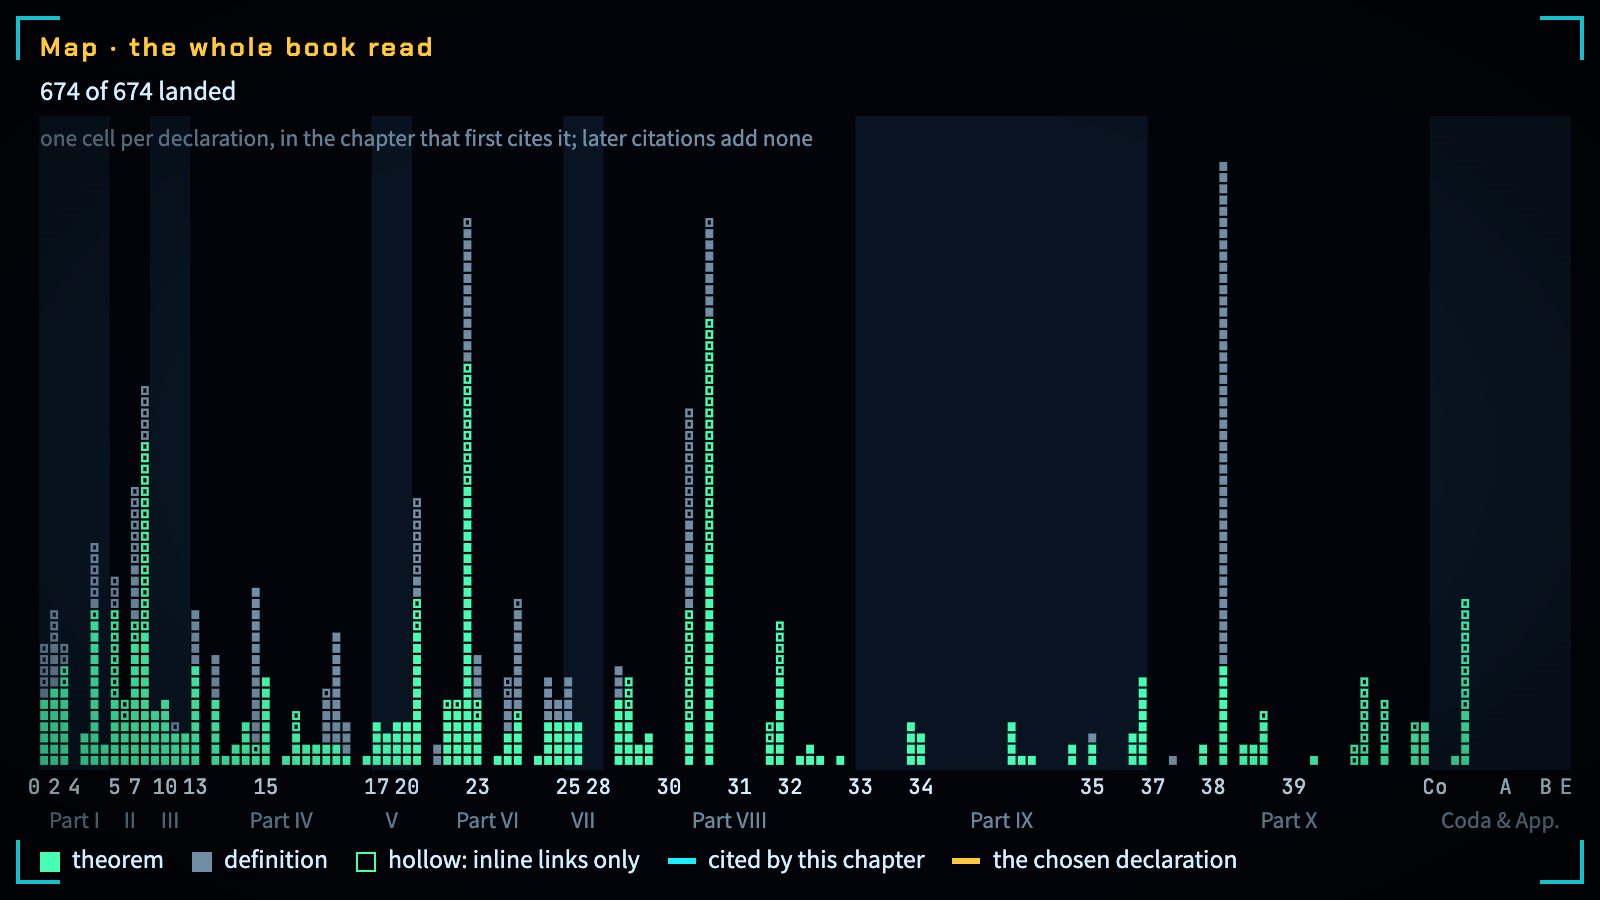 Map · the whole book read
674 of 674 landed
one cell per declaration, in the chapter that first cites it; later citations add none
0 2 4 5 7 10 13 15 17 20 23 25 28 30 31 32 33 34 35 37 38 39 Co A B E
Part I II III Part IV V Part VI VII Part VIII Part IX Part X Coda & App.
theorem definition hollow: inline links only cited by this chapter the chosen declaration